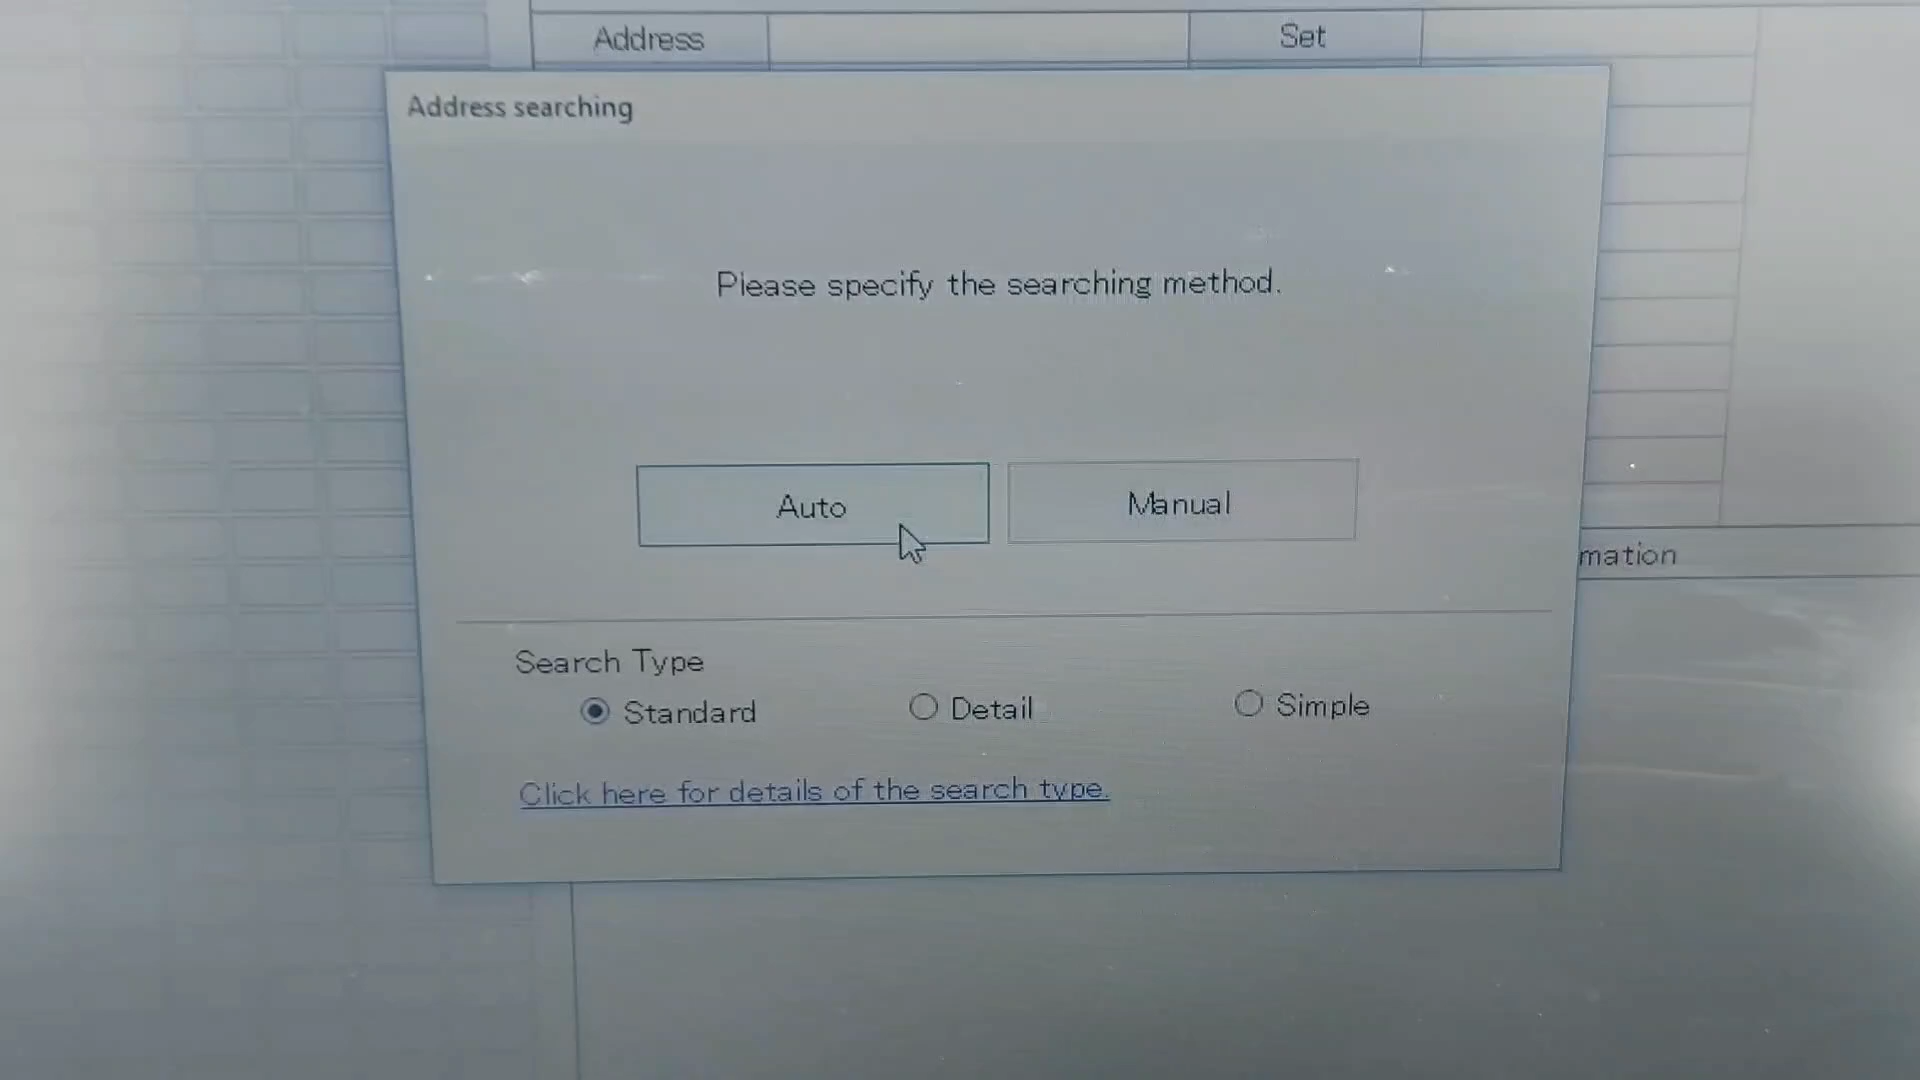 Address Set
Address searching
Please specify the searching method.
Auto Manual
mation
Search Type
Standard Detail Simple
Click here for details of the search type.